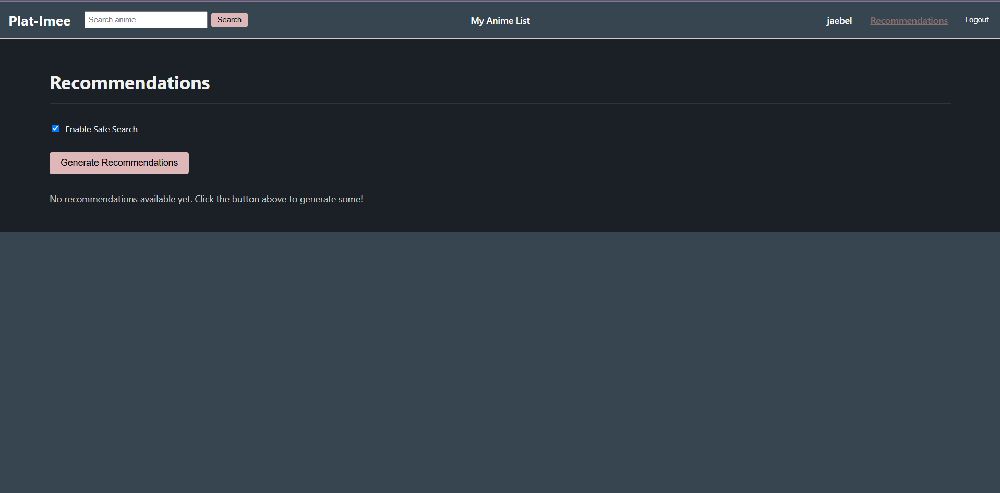 Plat-Imee Search anime... Search My Anime List jaebel Recommendations Logout
Recommendations
Enable Safe Search
Generate Recommendations
No recommendations available yet. Click the button above to generate some!